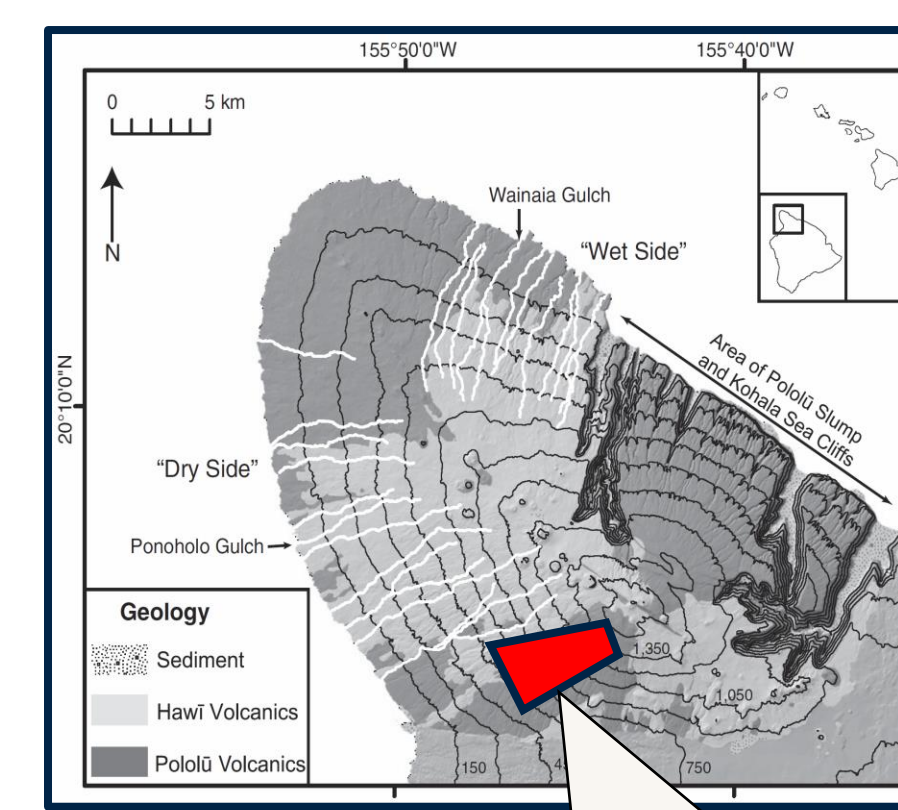 155°50'0"W
155°40'0"W
0 5 km
N
Wainaia Gulch
"Wet Side"
Area of Pololū Slump
and Kohala Sea Cliffs
20°10'0"N
"Dry Side"
Ponoholo Gulch
Geology
Sediment
Hawī Volcanics
Pololū Volcanics
1,350
1,050
150
750